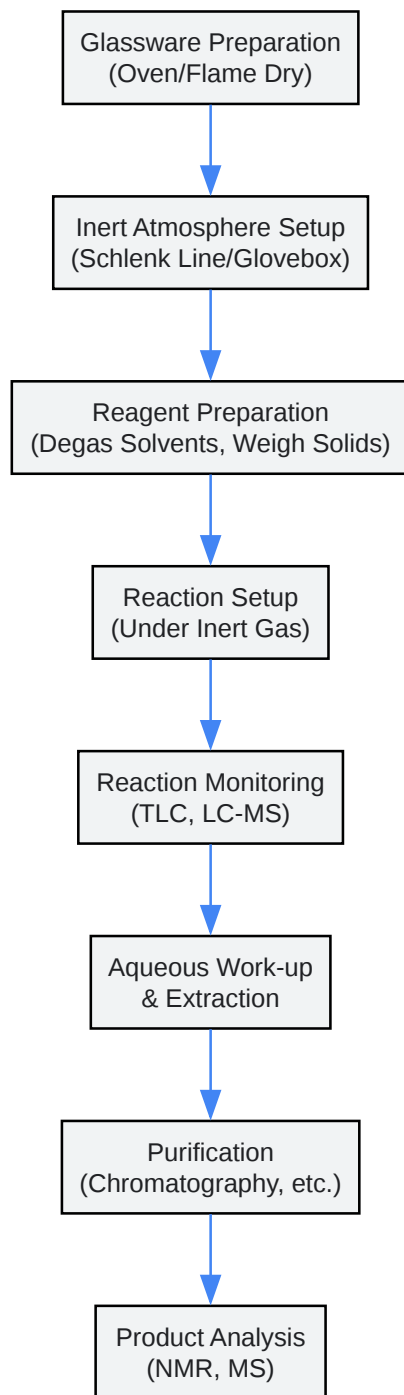 Glassware Preparation
(Oven/Flame Dry)
Inert Atmosphere Setup
(Schlenk Line/Glovebox)
Reagent Preparation
(Degas Solvents, Weigh Solids)
Reaction Setup
(Under Inert Gas)
Reaction Monitoring
(TLC, LC-MS)
Aqueous Work-up
& Extraction
Purification
(Chromatography, etc.)
Product Analysis
(NMR, MS)